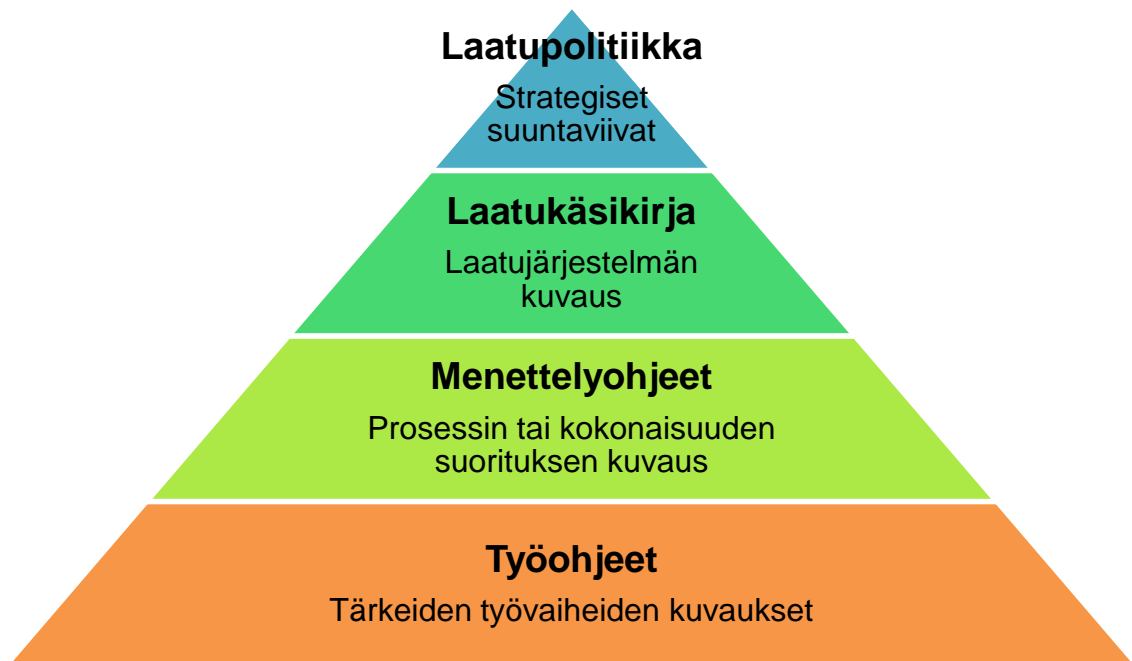 Laatupolitiikka
Strategiset
suuntaviivat
Laatukäsikirja
Laatujärjestelmän
kuvaus
Menettelyohjeet
Prosessin tai kokonaisuuden
suorituksen kuvaus
Työohjeet
Tärkeiden työvaiheiden kuvaukset